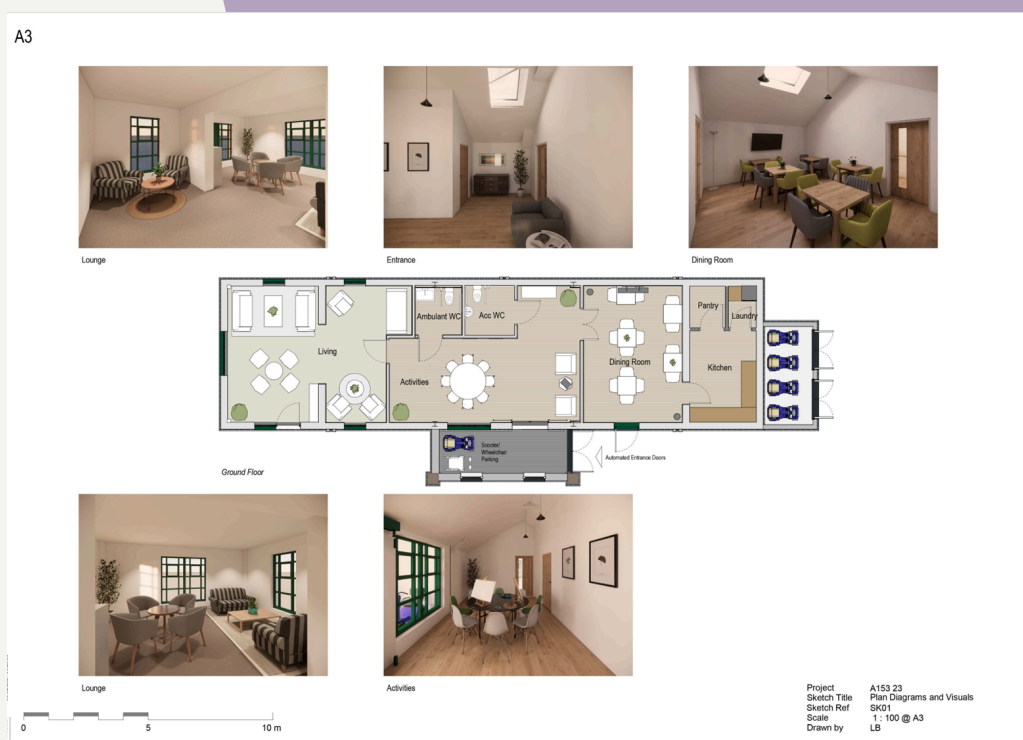 A3
Lounge
Entrance
Dining Room
Pantry
Laundry
Ambulant WC
Acc WC
Living
Dining Room
Kitchen
Activities
Scooter/
Wheelchair
Parking
Automated Entrance Doors
Ground Floor
Lounge
Activities
0 5 10 m
Project A153 23
Sketch Title Plan Diagrams and Visuals
Sketch Ref SK01
Scale 1 : 100 @ A3
Drawn by LB